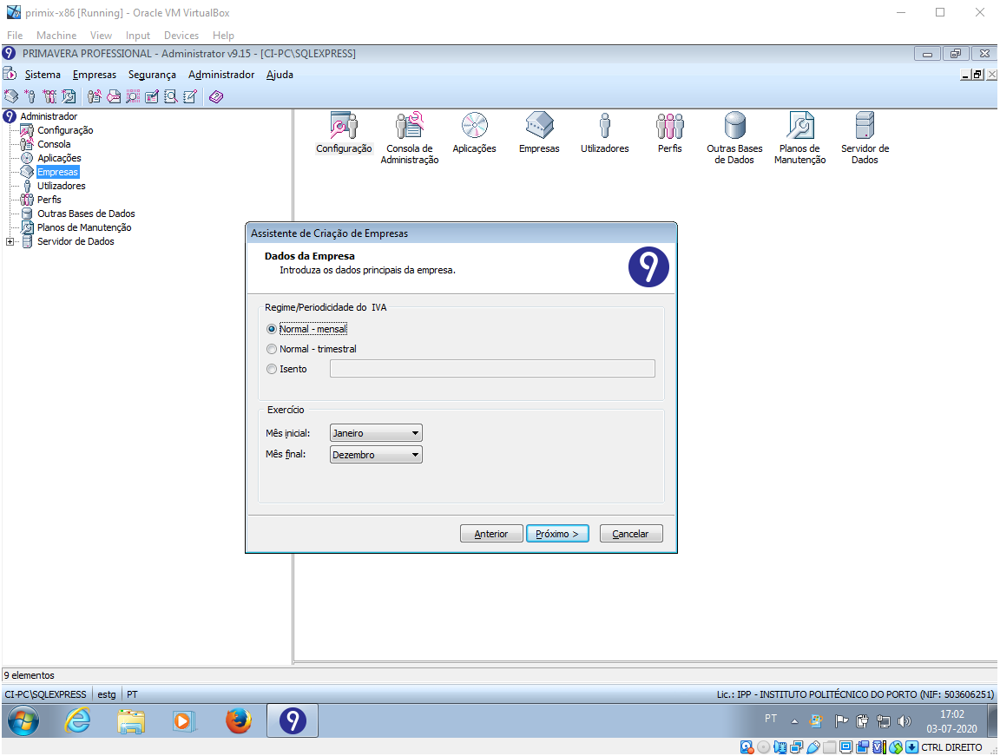 primix-x86 [Running] - Oracle VM VirtualBox
File Machine View Input Devices Help
9 PRIMAVERA PROFESSIONAL - Administrator v9.15 - [CI-PC\SQLEXPRESS]
Sistema Empresas Segurança Administrador Ajuda
9 Administrador
Configuração
Consola
Aplicações
Empresas
Utilizadores
Perfis
Outras Bases de Dados
Planos de Manutenção
Servidor de Dados
Configuração
Consola de
Administração
Aplicações
Empresas
Utilizadores
Perfis
Outras Bases
de Dados
Planos de
Manutenção
Servidor de
Dados
Assistente de Criação de Empresas
Dados da Empresa
Introduza os dados principais da empresa.
9
Regime/Periodicidade do IVA
Normal - mensal
Normal - trimestral
Isento
Exercício
Mês inicial: Janeiro
Mês final: Dezembro
Anterior Próximo > Cancelar
9 elementos
CI-PC\SQLEXPRESS estg PT Lic.: IPP - INSTITUTO POLITÉCNICO DO PORTO (NIF: 503606251)
9
PT
17:02
03-07-2020
CTRL DIREITO